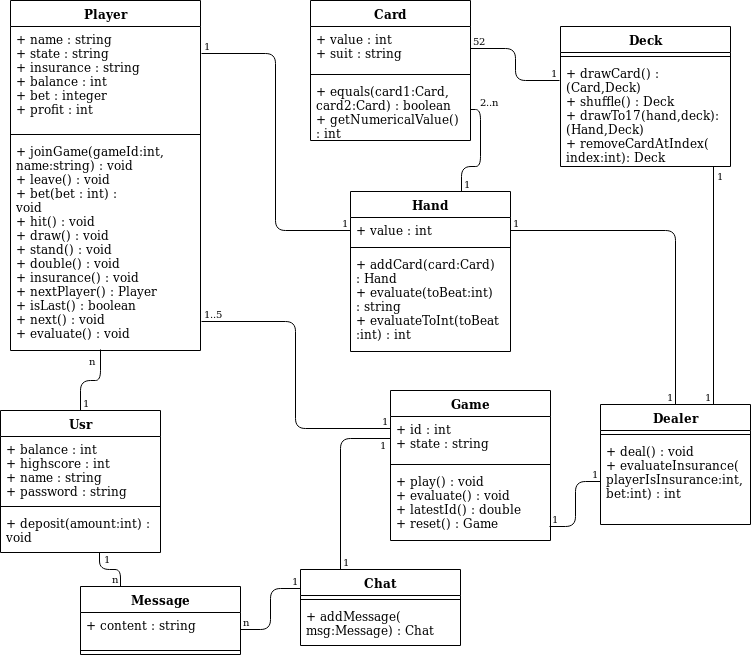 Player
+ name : string
+ state : string
+ insurance : string
+ balance : int
+ bet : integer
+ profit : int
+ joinGame(gameId:int,
name:string) : void
+ leave() : void
+ bet(bet : int) :
void
+ hit() : void
+ draw() : void
+ stand() : void
+ double() : void
+ insurance() : void
+ nextPlayer() : Player
+ isLast() : boolean
+ next() : void
+ evaluate() : void
1
1
Card
+ value : int
+ suit : string
+ equals(card1:Card,
card2:Card) : boolean
+ getNumericalValue()
: int
52
1
2..n
1
Deck
+ drawCard() :
(Card,Deck)
+ shuffle() : Deck
+ drawTo17(hand,deck):
(Hand,Deck)
+ removeCardAtIndex(
index:int): Deck
1
1
Hand
+ value : int
+ addCard(card:Card)
: Hand
+ evaluate(toBeat:int)
: string
+ evaluateToInt(toBeat
:int) : int
1
1
1..5
1
n
1
Usr
+ balance : int
+ highscore : int
+ name : string
+ password : string
+ deposit(amount:int) :
void
1
n
Game
+ id : int
+ state : string
+ play() : void
+ evaluate() : void
+ latestId() : double
+ reset() : Game
1
1
1
1
Dealer
+ deal() : void
+ evaluateInsurance(
playerIsInsurance:int,
bet:int) : int
Message
+ content : string
n
1
Chat
+ addMessage(
msg:Message) : Chat